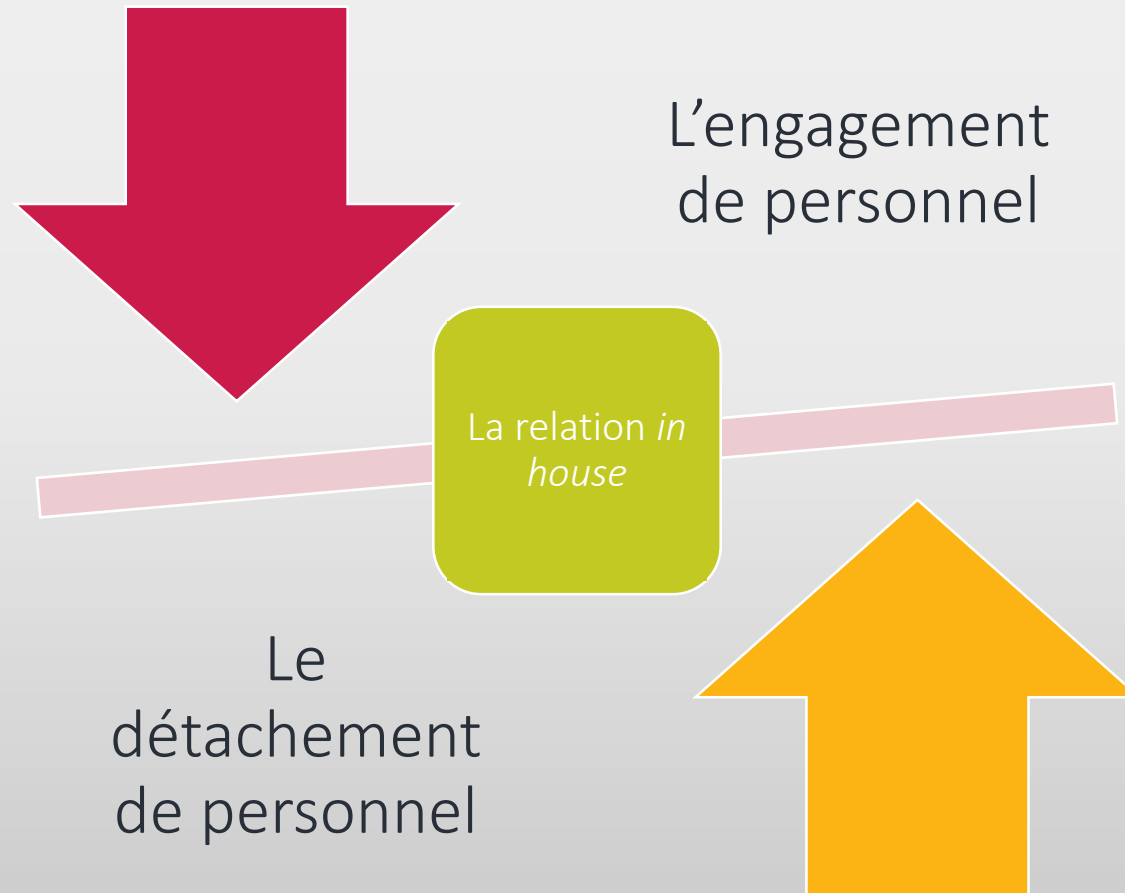 L’engagement
de personnel
La relation in
house
Le
détachement
de personnel